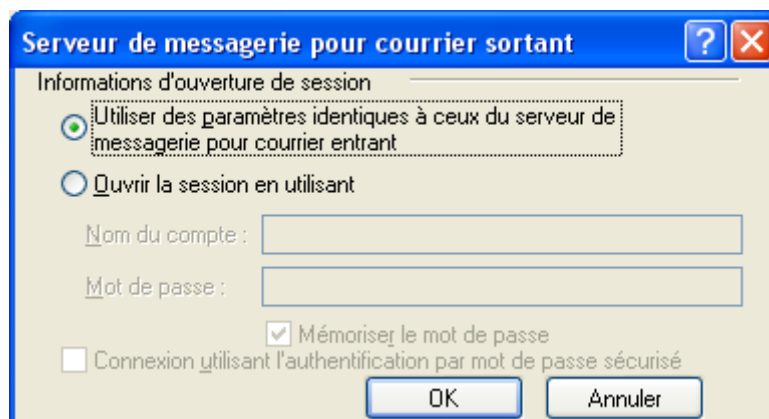 Serveur de messagerie pour courrier sortant
Informations d'ouverture de session
Utiliser des paramètres identiques à ceux du serveur de
messagerie pour courrier entrant
Ouvrir la session en utilisant
Nom du compte :
Mot de passe :
Mémoriser le mot de passe
Connexion utilisant l'authentification par mot de passe sécurisé
OK Annuler